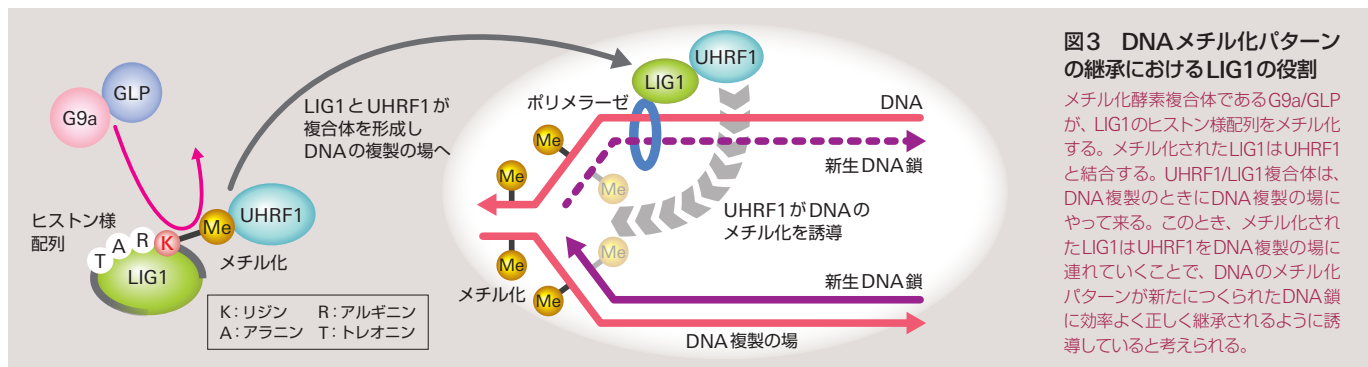 G9a
GLP
ヒストン様
配列
T
A
R
K
LIG1
Me
UHRF1
メチル化
K：リジン　R：アルギニン
A：アラニン　T：トレオニン
LIG1とUHRF1が
複合体を形成し
DNAの複製の場へ
LIG1
UHRF1
ポリメラーゼ
DNA
Me
Me
新生DNA鎖
Me
UHRF1がDNAの
メチル化を誘導
Me
Me
メチル化
Me
新生DNA鎖
DNA複製の場
図3　DNAメチル化パターン
の継承におけるLIG1の役割
メチル化酵素複合体であるG9a/GLP
が、LIG1のヒストン様配列をメチル化
する。メチル化されたLIG1はUHRF1
と結合する。UHRF1/LIG1複合体は、
DNA複製のときにDNA複製の場に
やって来る。このとき、メチル化され
たLIG1はUHRF1をDNA複製の場に
連れていくことで、DNAのメチル化
パターンが新たにつくられたDNA鎖
に効率よく正しく継承されるように誘
導していると考えられる。